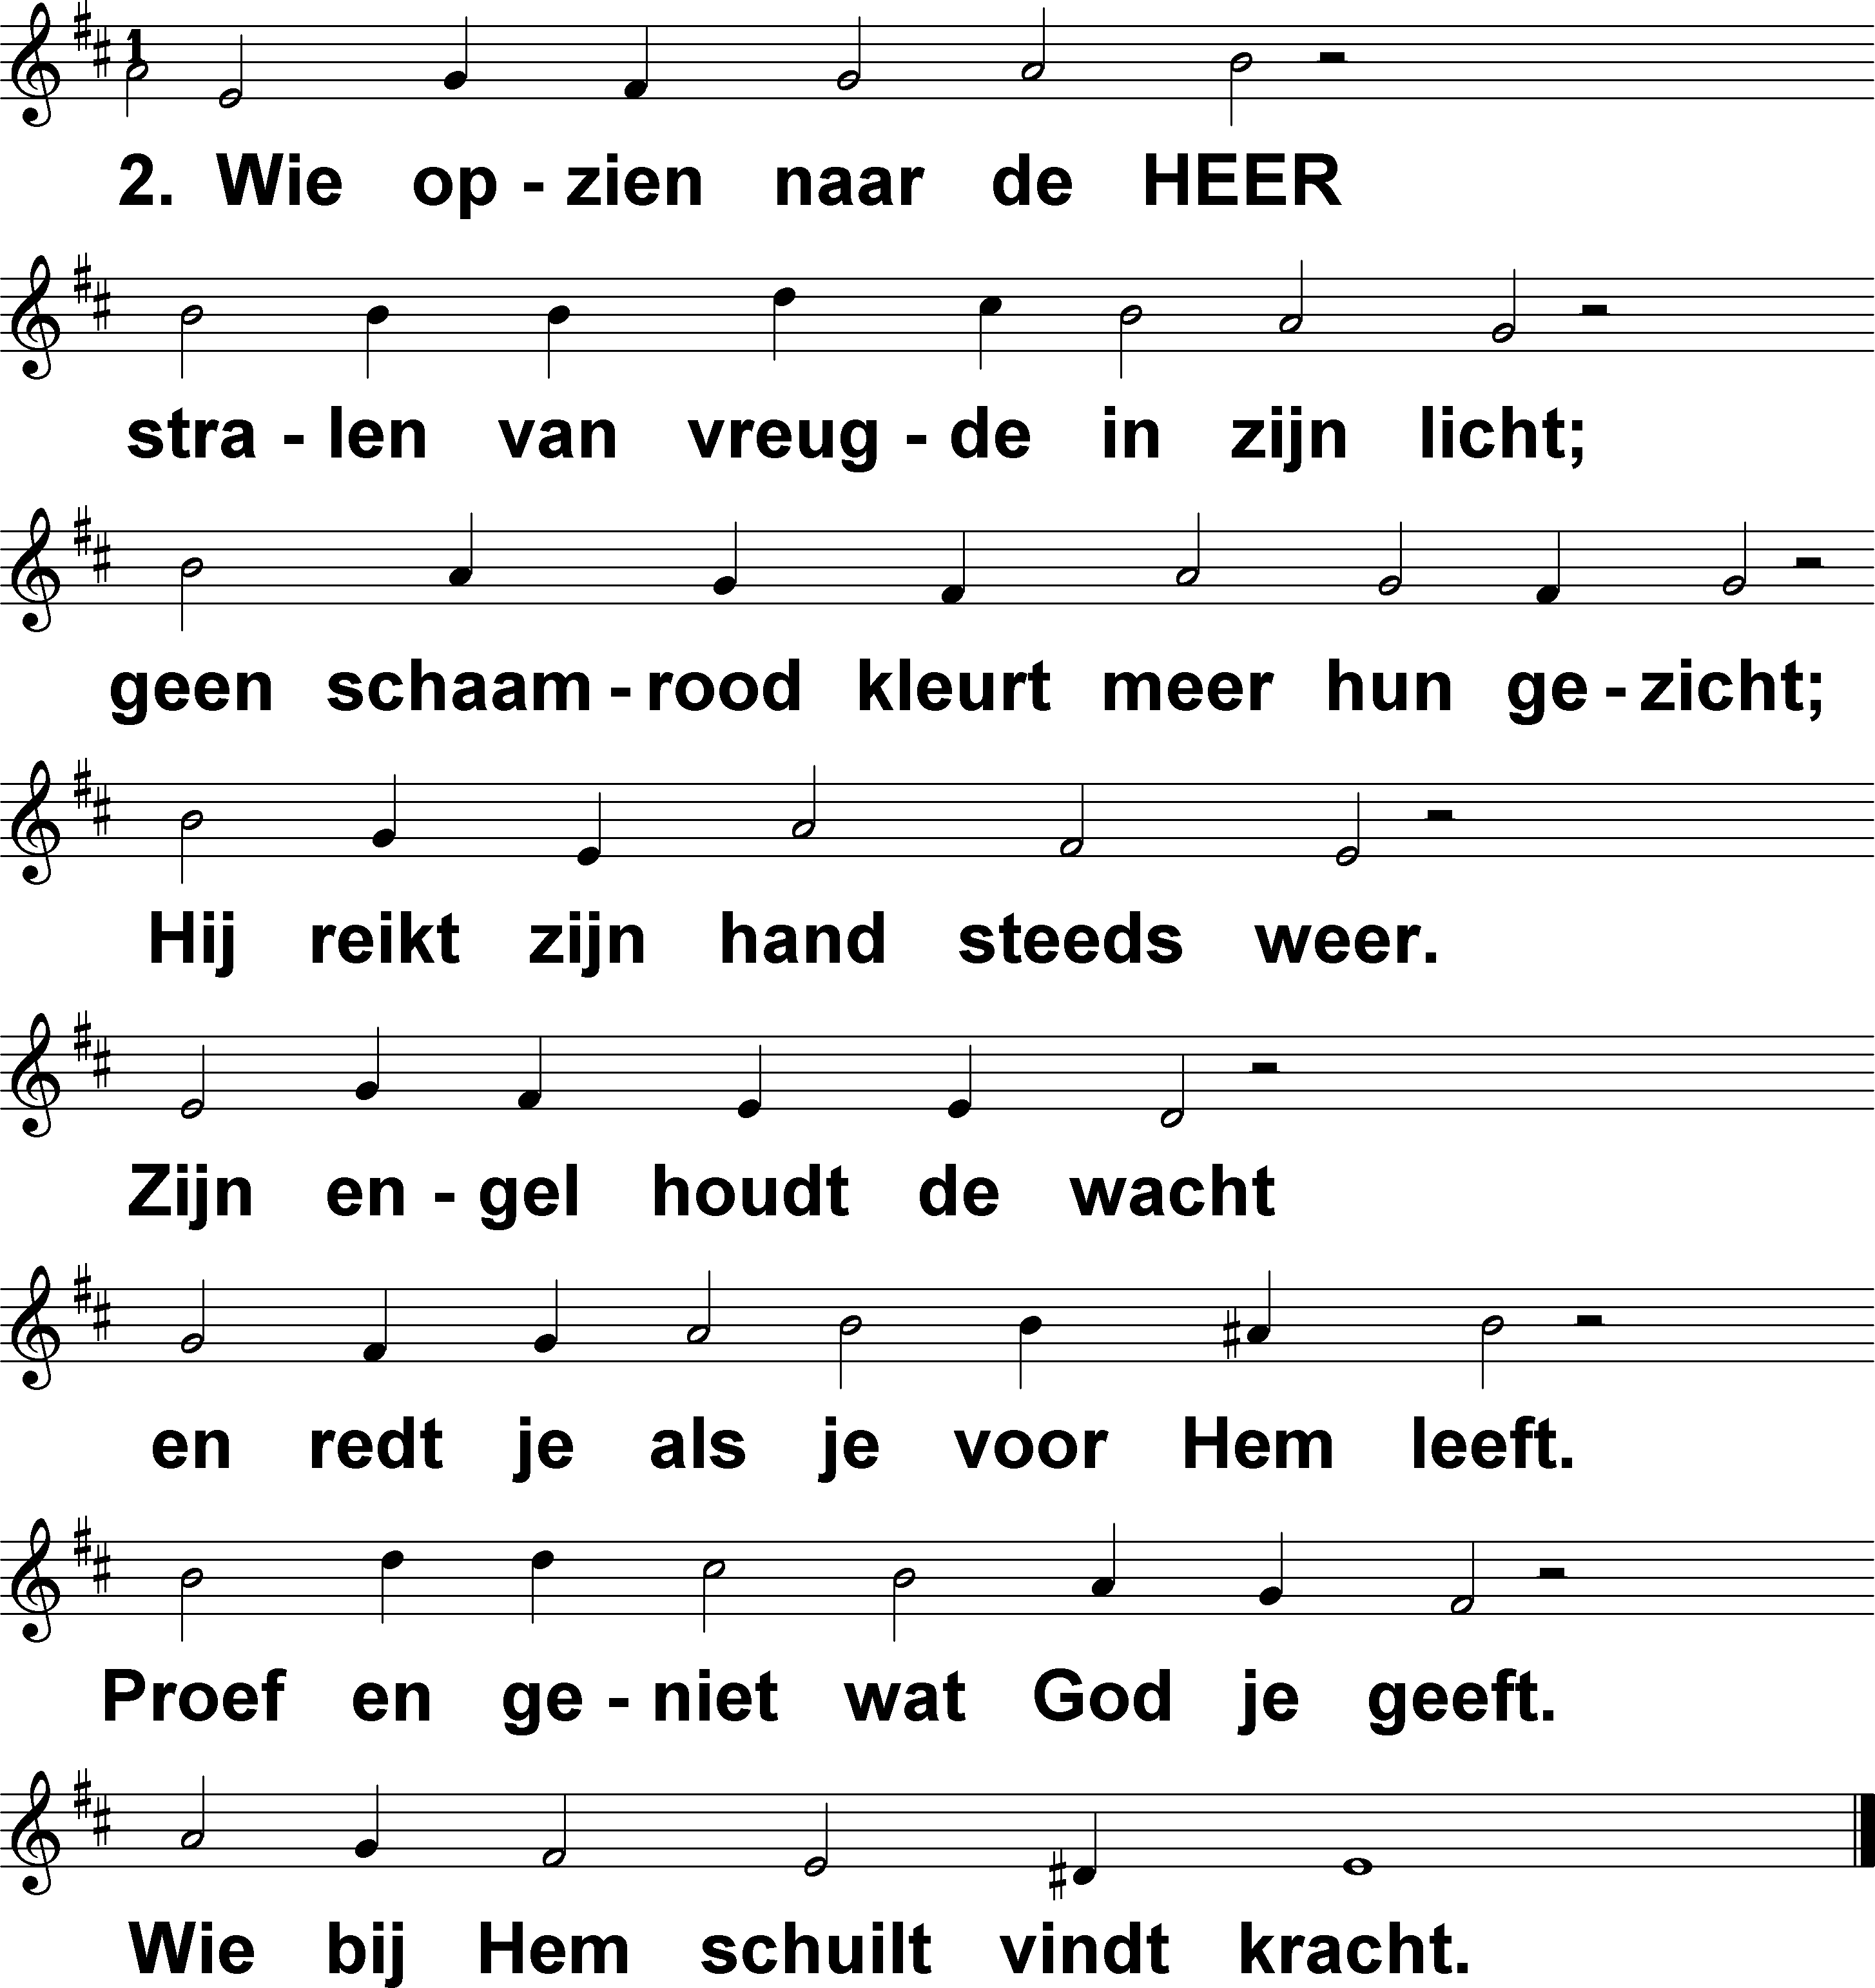 1
2. Wie op - zien naar de HEER
stra - len van vreug - de in zijn licht;
geen schaam - rood kleurt meer hun ge - zicht;
Hij reikt zijn hand steeds weer.
Zijn en - gel houdt de wacht
en redt je als je voor Hem leeft.
Proef en ge - niet wat God je geeft.
Wie bij Hem schuilt vindt kracht.